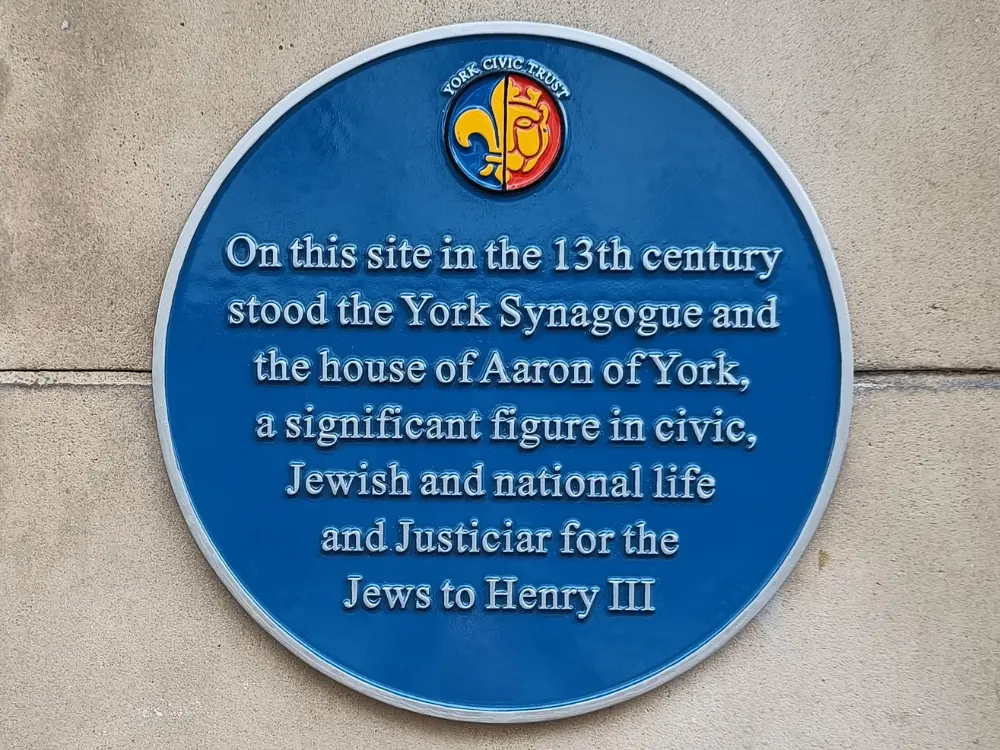 YORK CIVIC TRUST
On this site in the 13th century
stood the York Synagogue and
the house of Aaron of York,
a significant figure in civic,
Jewish and national life
and Justiciar for the
Jews to Henry III